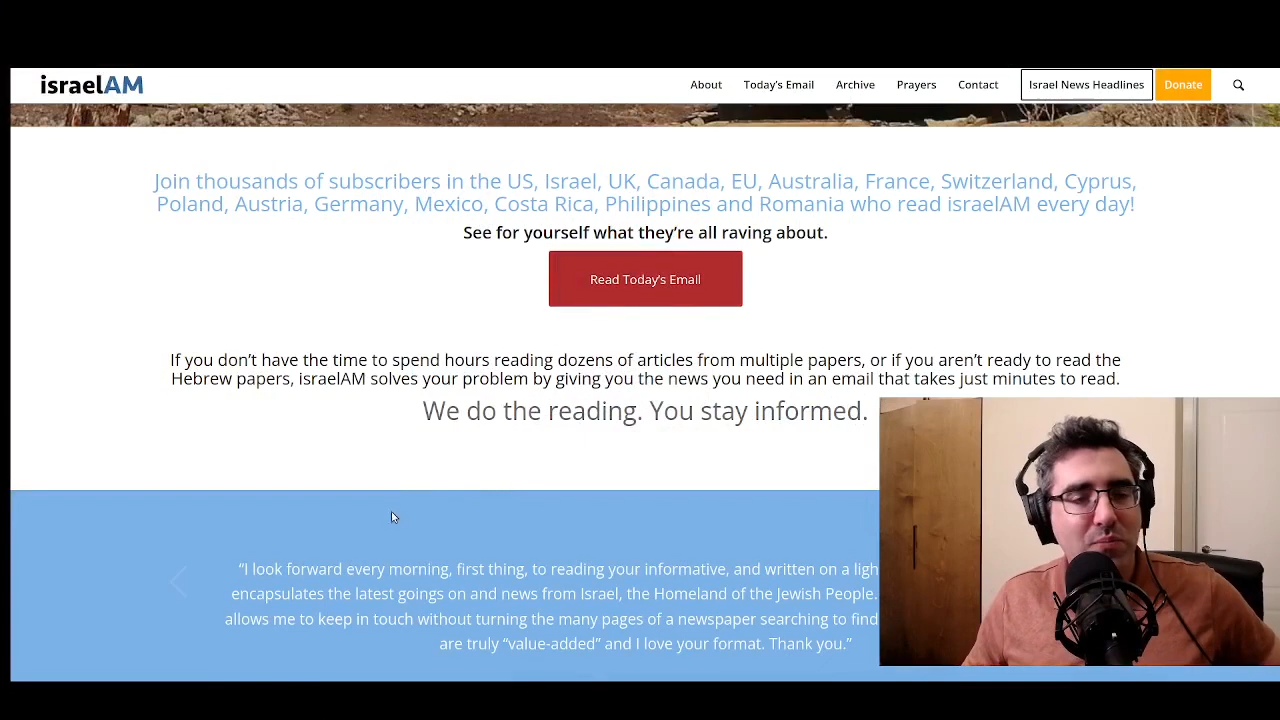 israelAM
About Today's Email Archive Prayers Contact Israel News Headlines Donate
Join thousands of subscribers in the US, Israel, UK, Canada, EU, Australia, France, Switzerland, Cyprus,
Poland, Austria, Germany, Mexico, Costa Rica, Philippines and Romania who read israelAM every day!
See for yourself what they’re all raving about.
Read Today’s Email
If you don’t have the time to spend hours reading dozens of articles from multiple papers, or if you aren’t ready to read the
Hebrew papers, israelAM solves your problem by giving you the news you need in an email that takes just minutes to read.
We do the reading. You stay informed.
“I look forward every morning, first thing, to reading your informative, and written on a
encapsulates the latest goings on and news from Israel, the Homeland of the Jewish People.
allows me to keep in touch without turning the many pages of a newspaper searching to find
are truly “value-added” and I love your format. Thank you.”